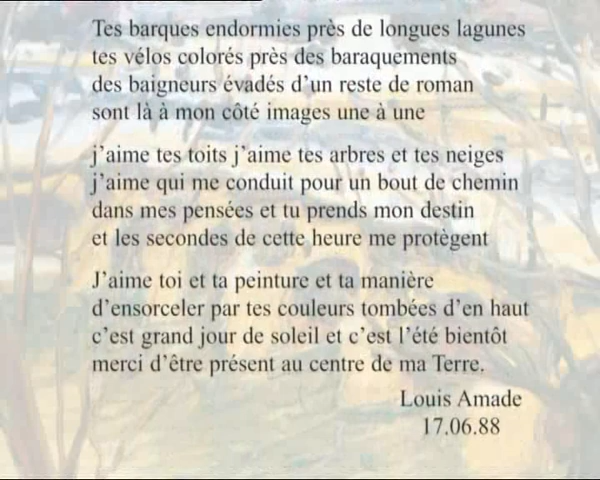 Tes barques endormies près de longues lagunes
tes vélos colorés près des baraquements
des baigneurs évadés d'un reste de roman
sont là à mon côté images une à une
j'aime tes toits j'aime tes arbres et tes neiges
j'aime qui me conduit pour un bout de chemin
dans mes pensées et tu prends mon destin
et les secondes de cette heure me protègent
J'aime toi et ta peinture et ta manière
d'ensorceler par tes couleurs tombées d'en haut
c'est grand jour de soleil et c'est l'été bientôt
merci d'être présent au centre de ma Terre.
Louis Amade
17.06.88